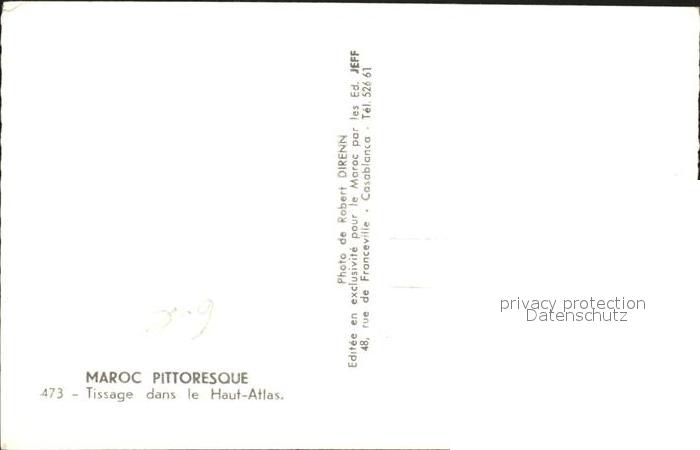 MAROC PITTORESQUE
473 - Tissage dans le Haut-Atlas.
Photo de Robert DIRENN
Editée en exclusivité pour le Maroc par les Ed. JEFF
48, rue de Franceville - Casablanca - Tél. 526 61
privacy protection
Datenschutz